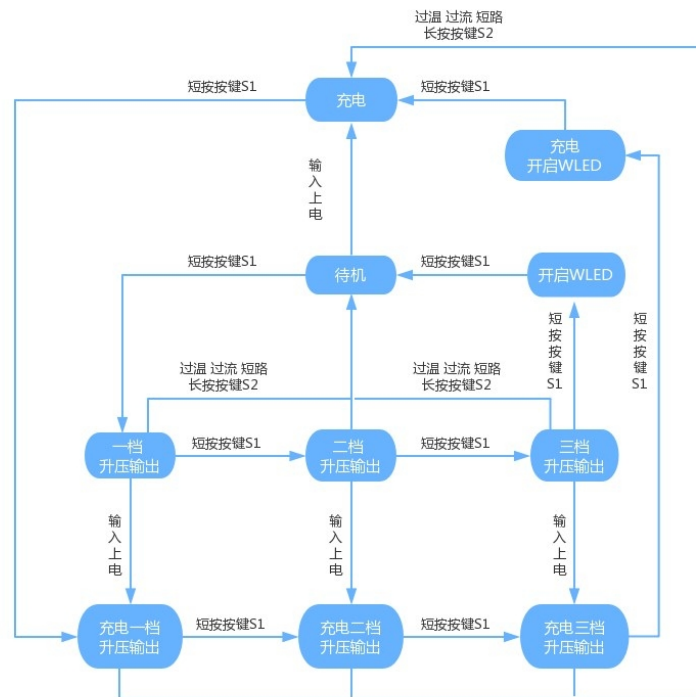 过温 过流 短路
长按按键S2
短按按键S1
充电
短按按键S1
充电
开启WLED
输入上电
短按按键S1
待机
短按按键S1
开启WLED
短按按键S1
短按按键S1
过温 过流 短路
长按按键S2
过温 过流 短路
长按按键S2
一档
升压输出
短按按键S1
二档
升压输出
短按按键S1
三档
升压输出
输入上电
输入上电
输入上电
充电一档
升压输出
短按按键S1
充电二档
升压输出
短按按键S1
充电三档
升压输出